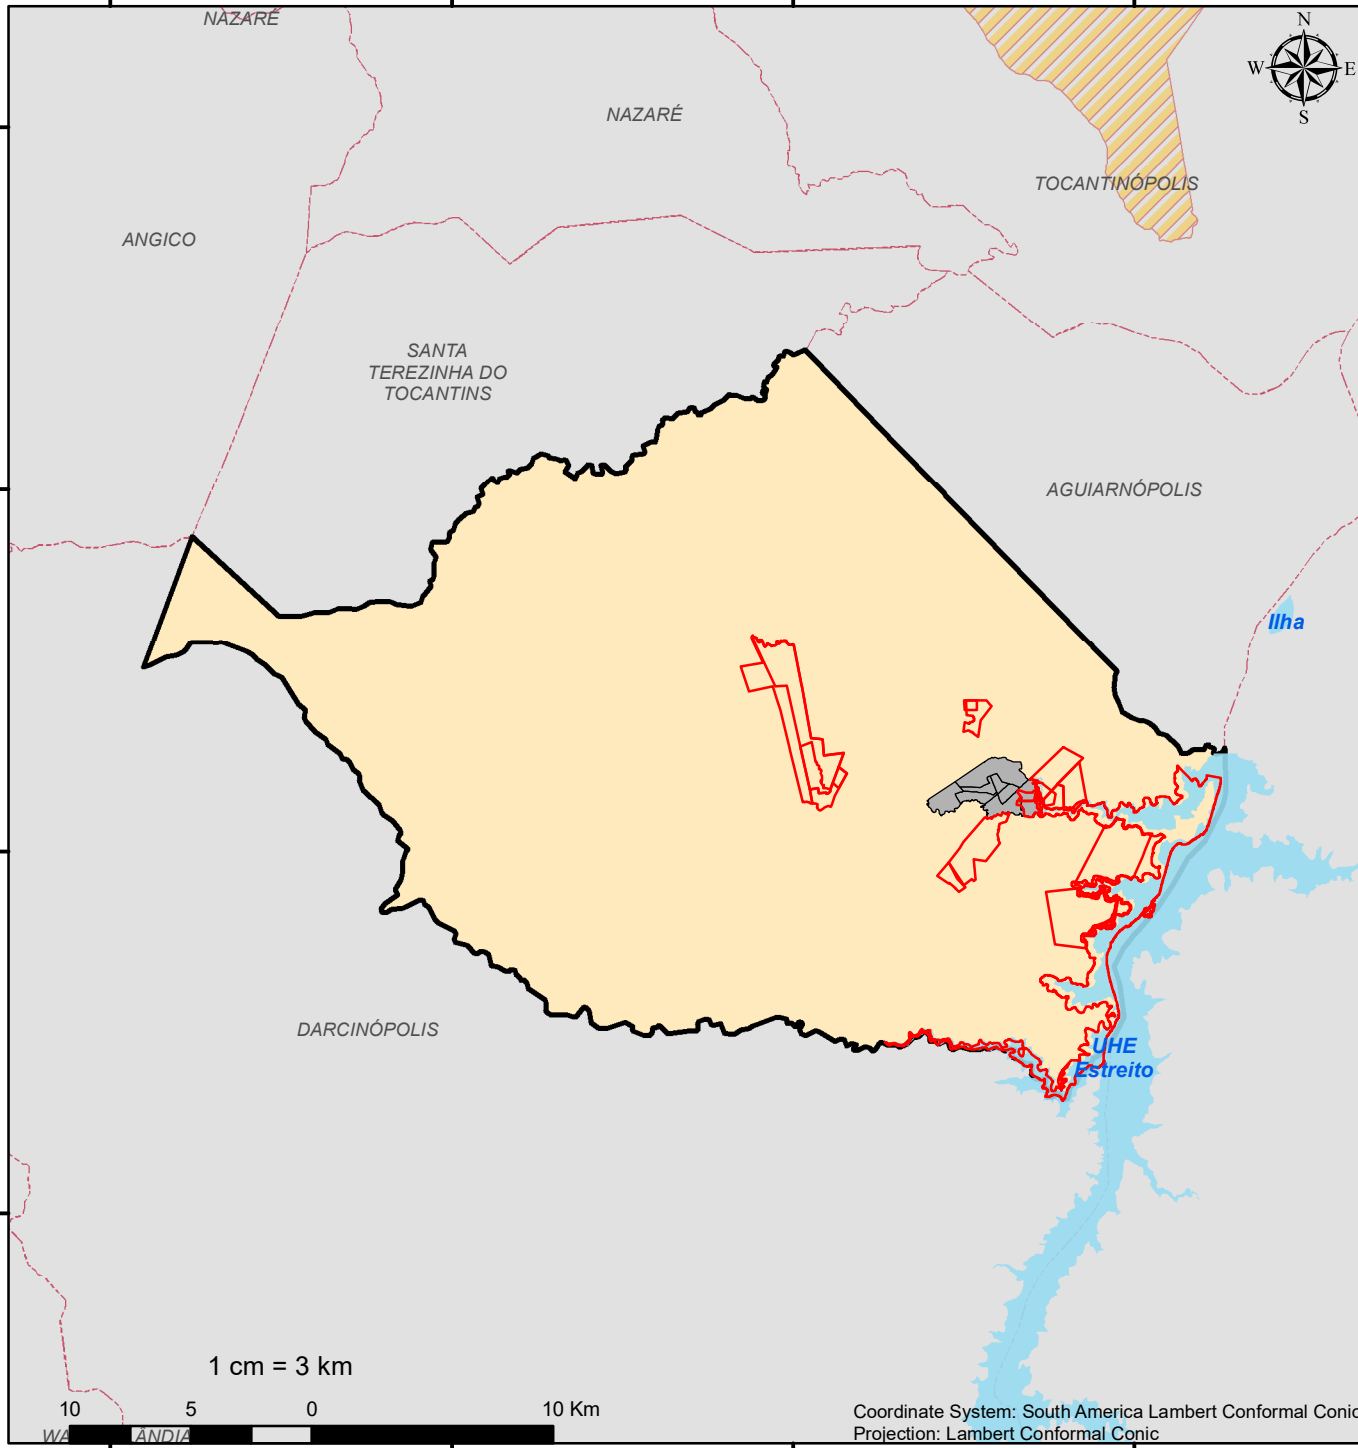 NAZARÉ
N
W E
S
NAZARÉ
TOCANTINÓPOLIS
ANGICO
SANTA
TEREZINHA DO
TOCANTINS
AGUIARNÓPOLIS
Ilha
DARCINÓPOLIS
UHE
Estreito
1 cm = 3 km
10 5 0 10 Km
Coordinate System: South America Lambert Conformal Conic
Projection: Lambert Conformal Conic